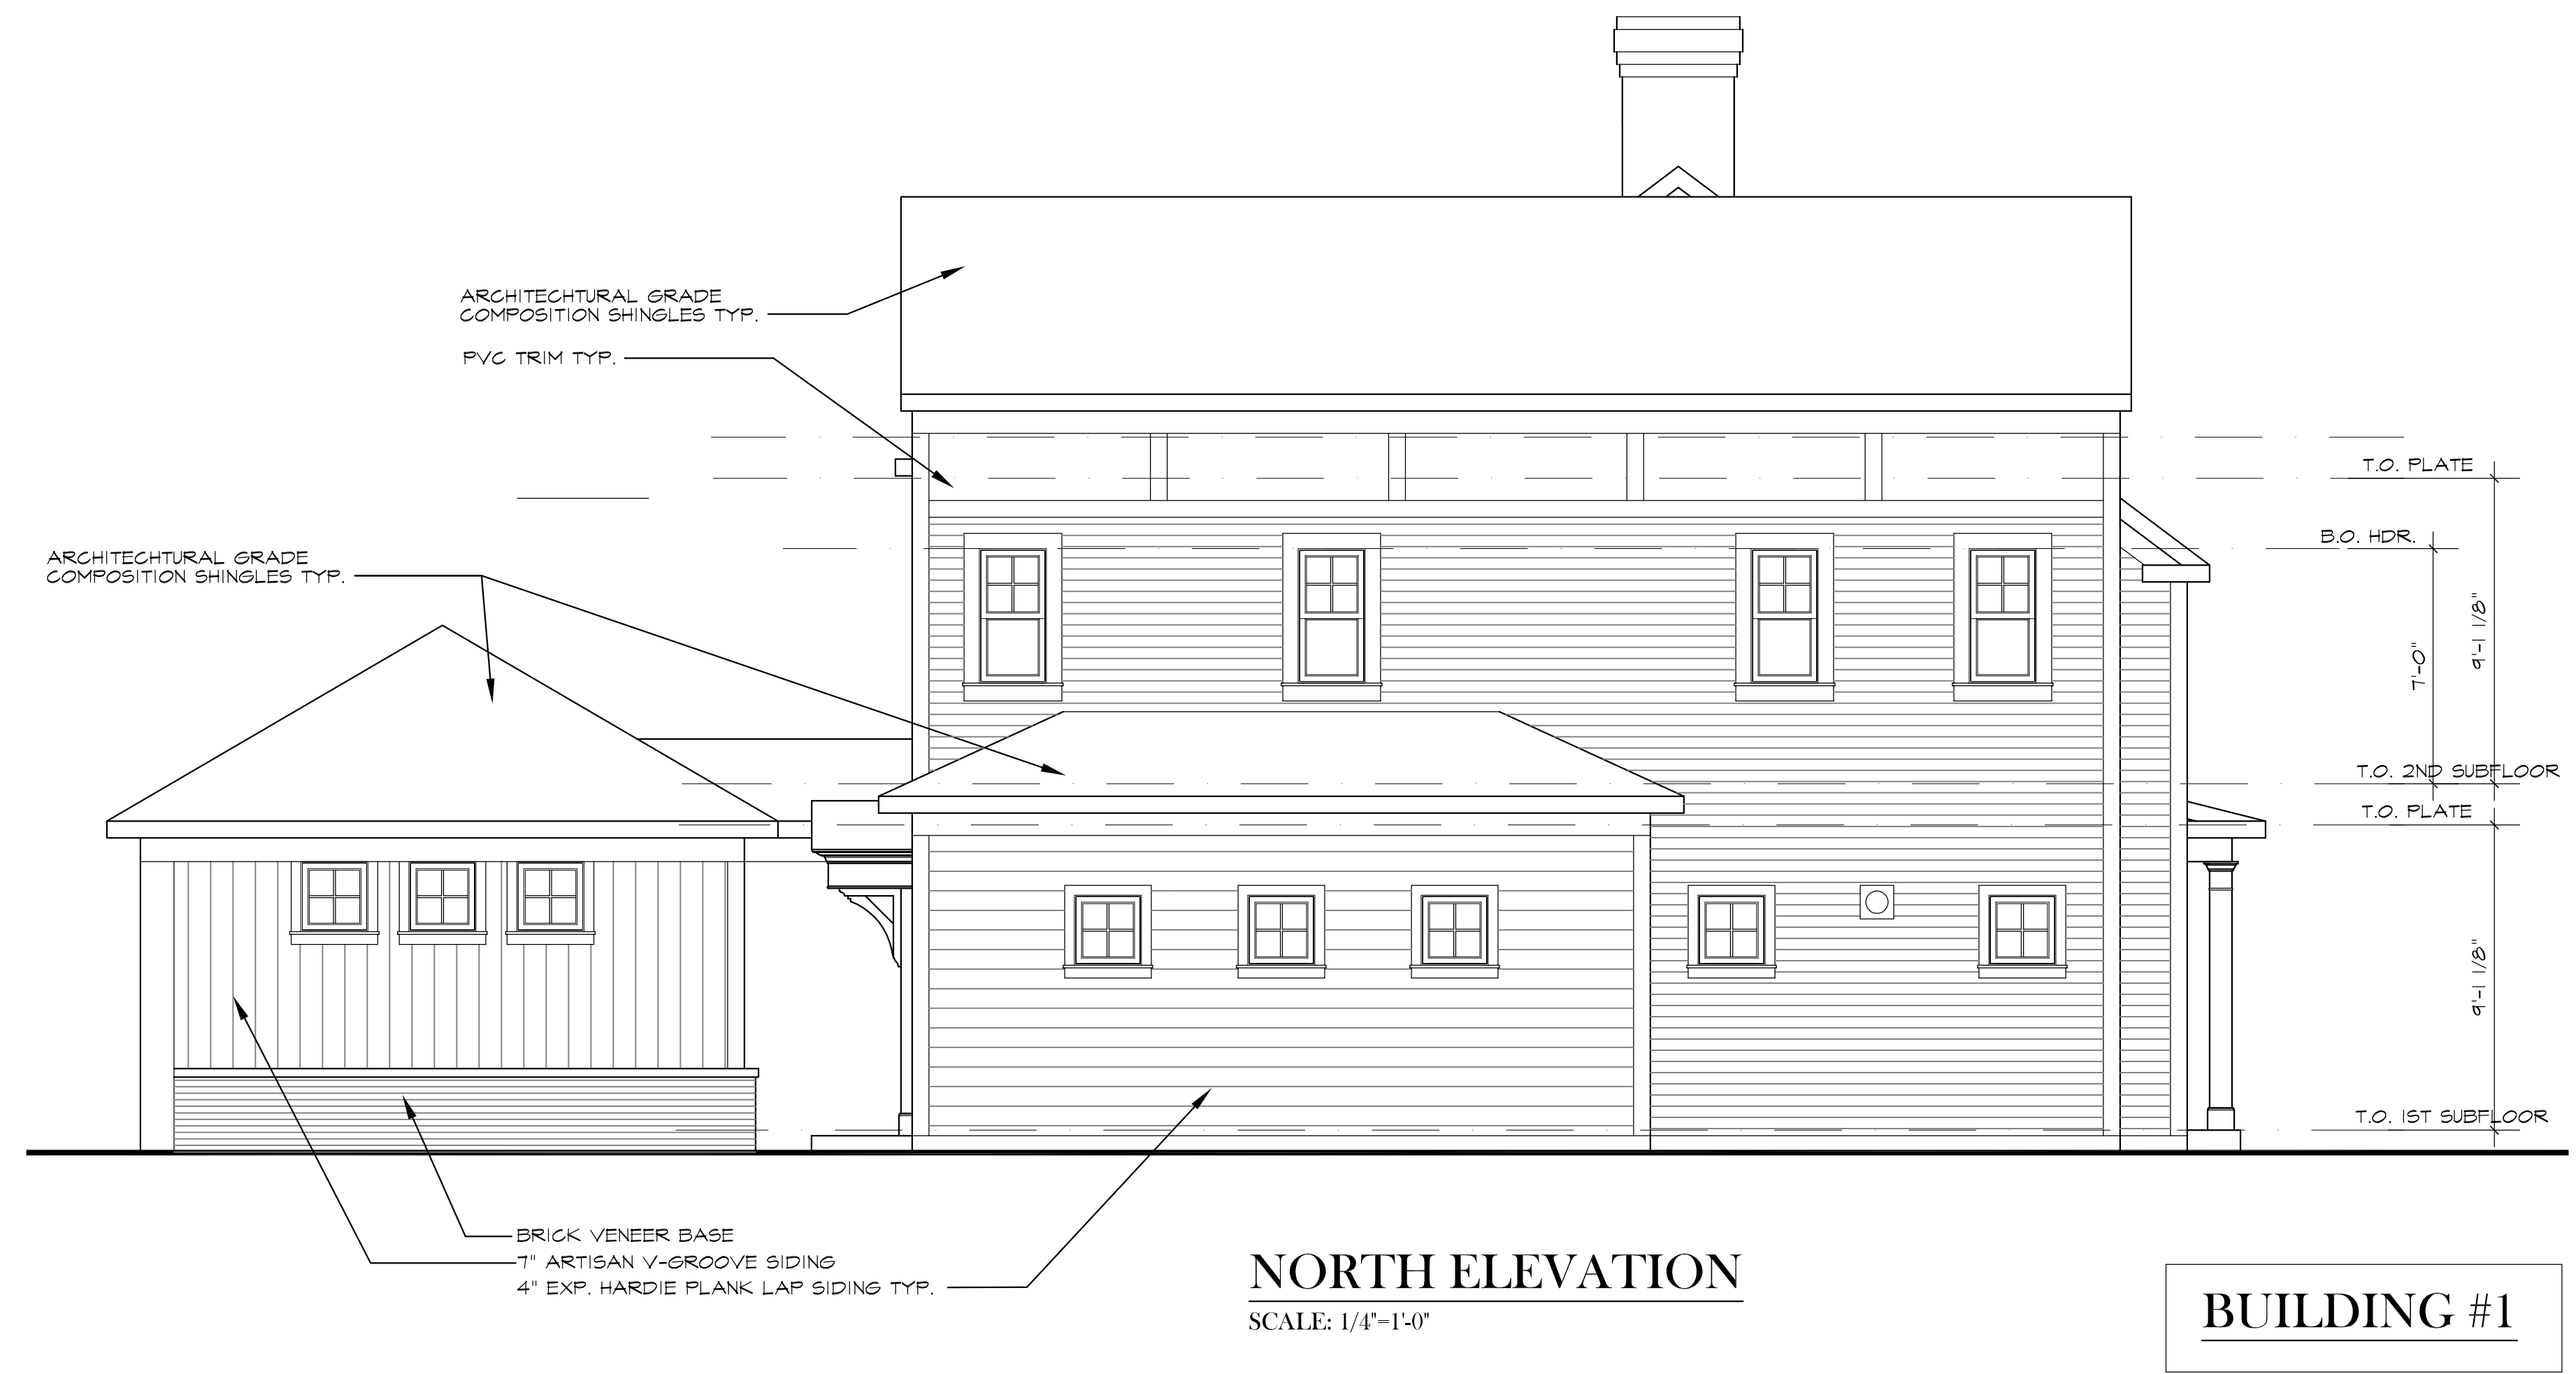 ARCHITECHTURAL GRADE
COMPOSITION SHINGLES TYP.
PVC TRIM TYP.
ARCHITECHTURAL GRADE
COMPOSITION SHINGLES TYP.
T.O. PLATE
B.O. HDR.
9'-1 1/8"
7'-0"
T.O. 2ND SUBFLOOR
T.O. PLATE
9'-1 1/8"
T.O. 1ST SUBFLOOR
BRICK VENEER BASE
7" ARTISAN V-GROOVE SIDING
4" EXP. HARDIE PLANK LAP SIDING TYP.
NORTH ELEVATION
SCALE: 1/4"=1'-0"
BUILDING #1